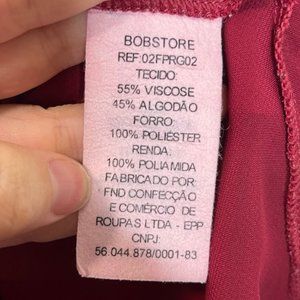 BOBSTORE
REF:02FPRG02
TECIDO:
55% VISCOSE
45% ALGODÃO
FORRO:
100% POLIÉSTER
RENDA:
100% POLIAMIDA
FABRICADO POR:
FND CONFECÇÃO
E COMÉRCIO DE
ROUPAS LTDA - EPP
CNPJ:
56.044.878/0001-83